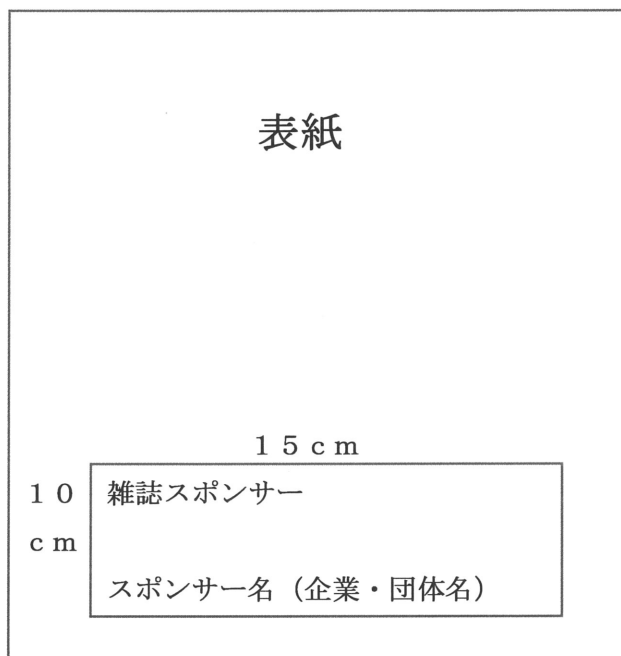 表紙
１５ｃｍ
１０
ｃｍ
雑誌スポンサー
スポンサー名（企業・団体名）